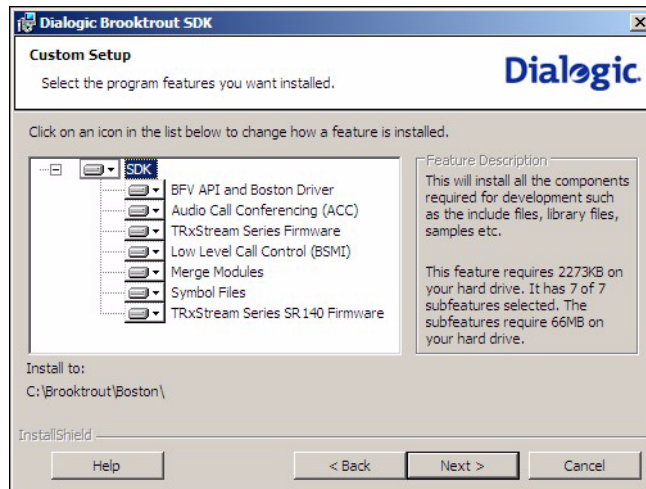 Dialogic Brooktrout SDK
Custom Setup
Select the program features you want installed.
Dialogic.
Click on an icon in the list below to change how a feature is installed.
SDK
BFV API and Boston Driver
Audio Call Conferencing (ACC)
TRxStream Series Firmware
Low Level Call Control (BSMI)
Merge Modules
Symbol Files
TRxStream Series SR140 Firmware
Feature Description
This will install all the components
required for development such
as the include files, library files,
samples etc.
This feature requires 2273KB on
your hard drive. It has 7 of 7
subfeatures selected. The
subfeatures require 66MB on
your hard drive.
Install to:
C:\Brooktrout\Boston\
InstallShield
Help
< Back
Next >
Cancel